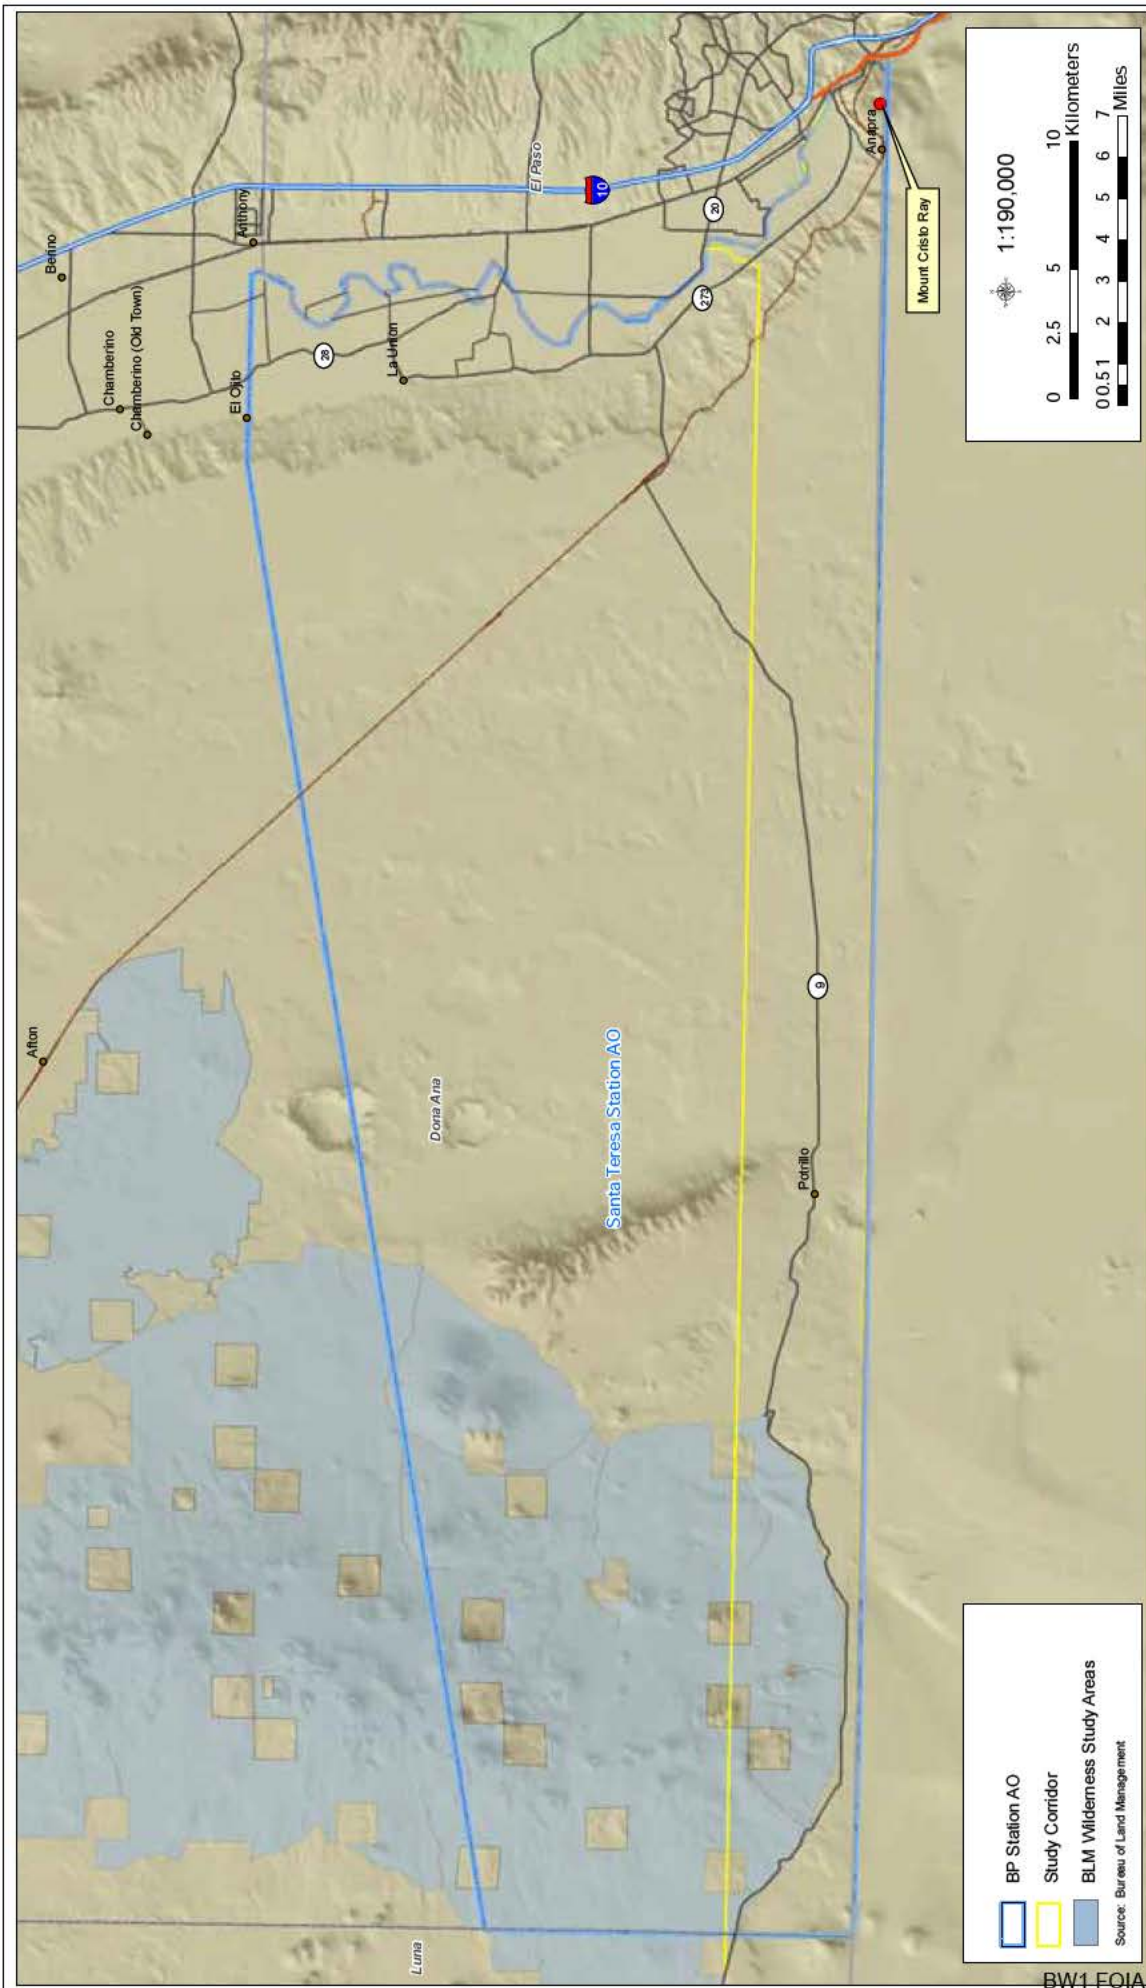 Luna
Afton
Dona Ana
Santa Teresa Station AO
Potrillo
9
Berino
Chamberino
Chamberino (Old Town)
Anthony
El Ojito
28
La Union
El Paso
10
20
273
Anapra
Mount Cristo Ray
BP Station AO
Study Corridor
BLM Wilderness Study Areas
Source: Bureau of Land Management
1:190,000
0 2.5 5 10
Kilometers
0 0.5 1 2 3 4 5 6 7
Miles
BW1 FOIA